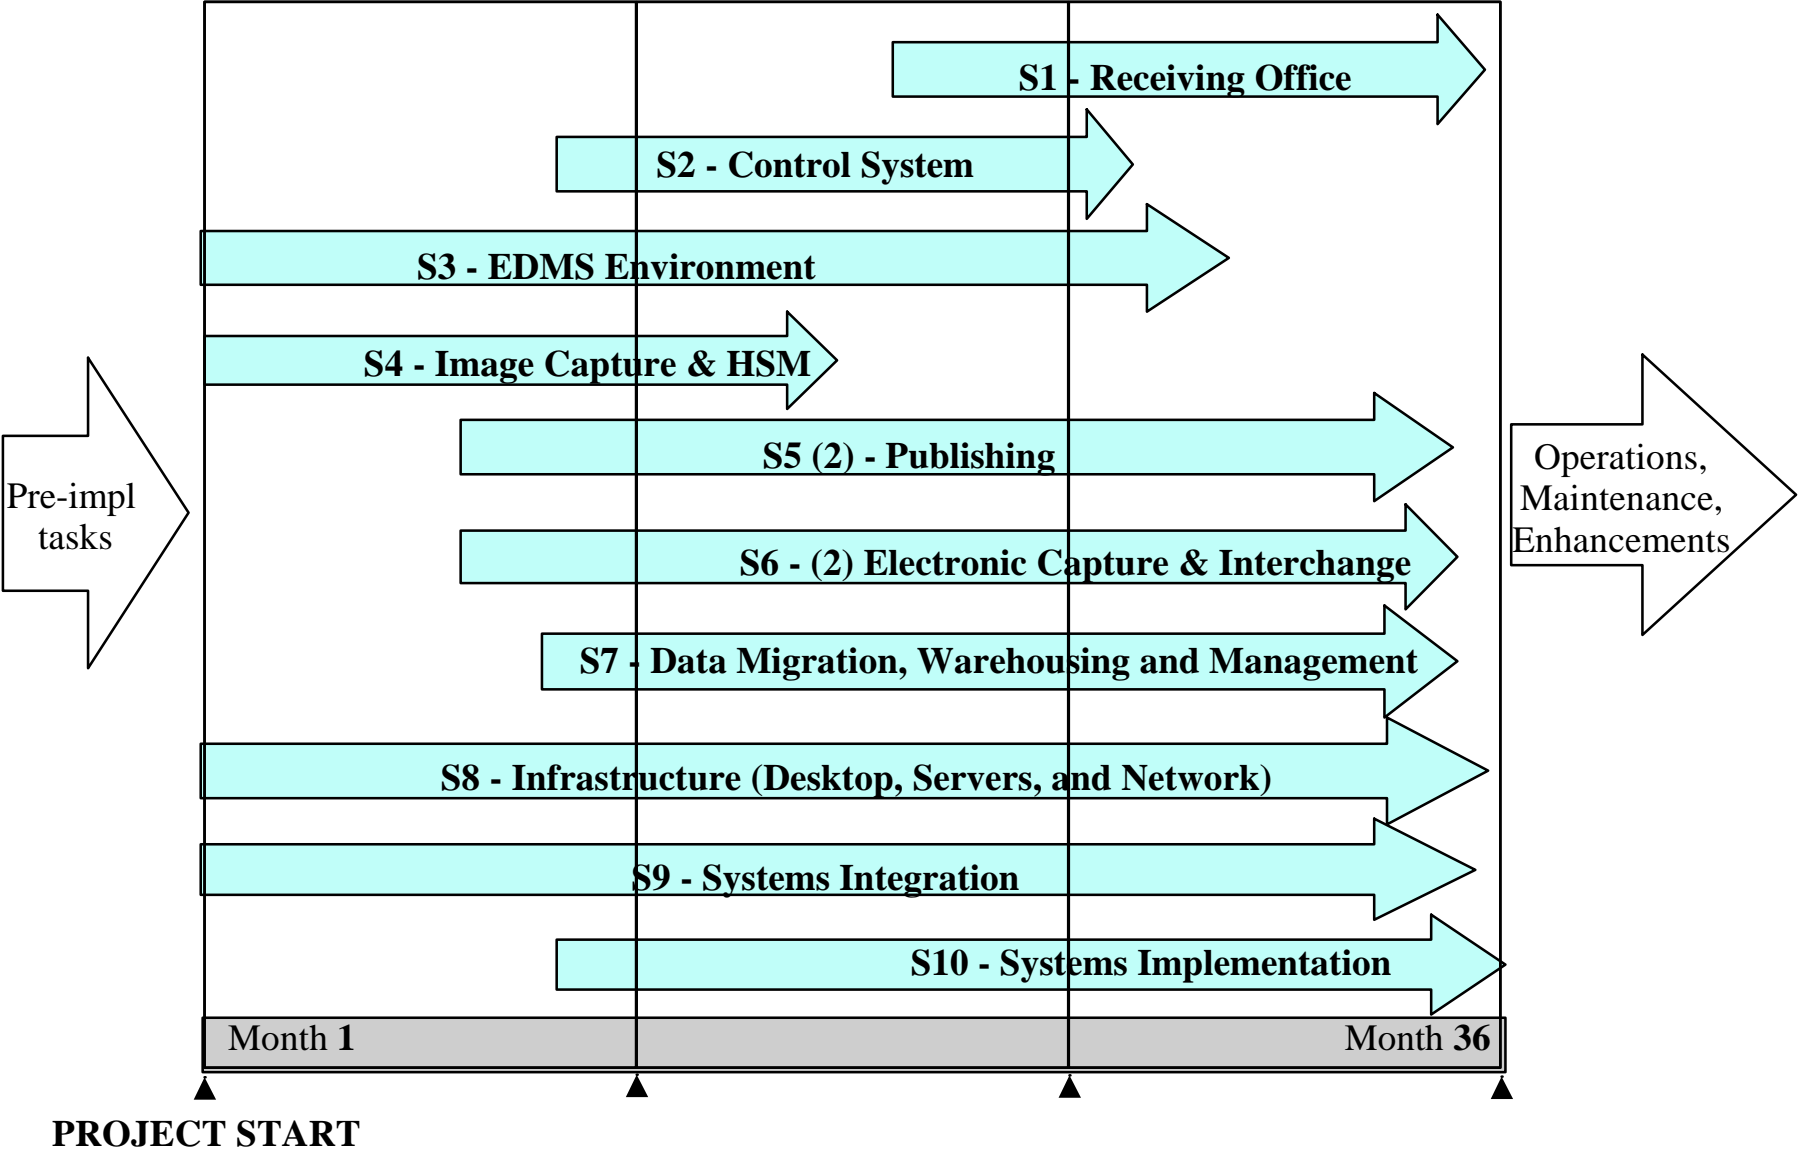 S1 - Receiving Office
S2 - Control System
S3 - EDMS Environment
S4 - Image Capture & HSM
S5 (2) - Publishing
Pre-impl
tasks
Operations,
Maintenance,
Enhancements
S6 - (2) Electronic Capture & Interchange
S7 - Data Migration, Warehousing and Management
S8 - Infrastructure (Desktop, Servers, and Network)
S9 - Systems Integration
S10 - Systems Implementation
Month 1
Month 36
PROJECT START